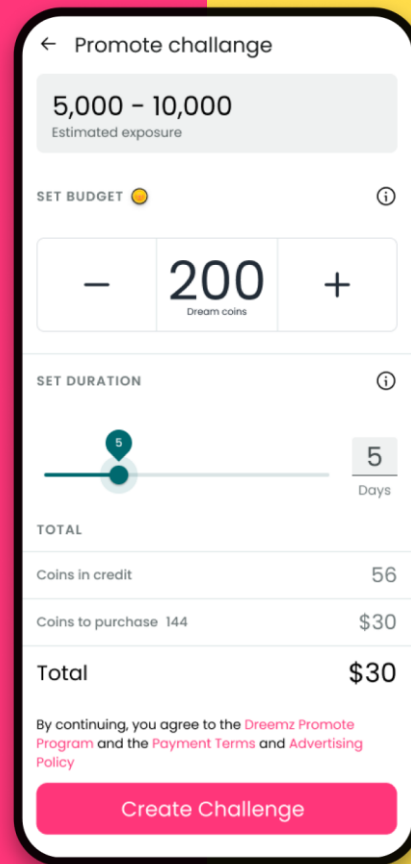 Promote challange
5,000 - 10,000
Estimated exposure
SET BUDGET
200
Dream coins
SET DURATION
5
5
Days
TOTAL
Coins in credit 56
Coins to purchase 144 $30
Total $30
By continuing, you agree to the Dreemz Promote
Program and the Payment Terms and Advertising
Policy
Create Challenge